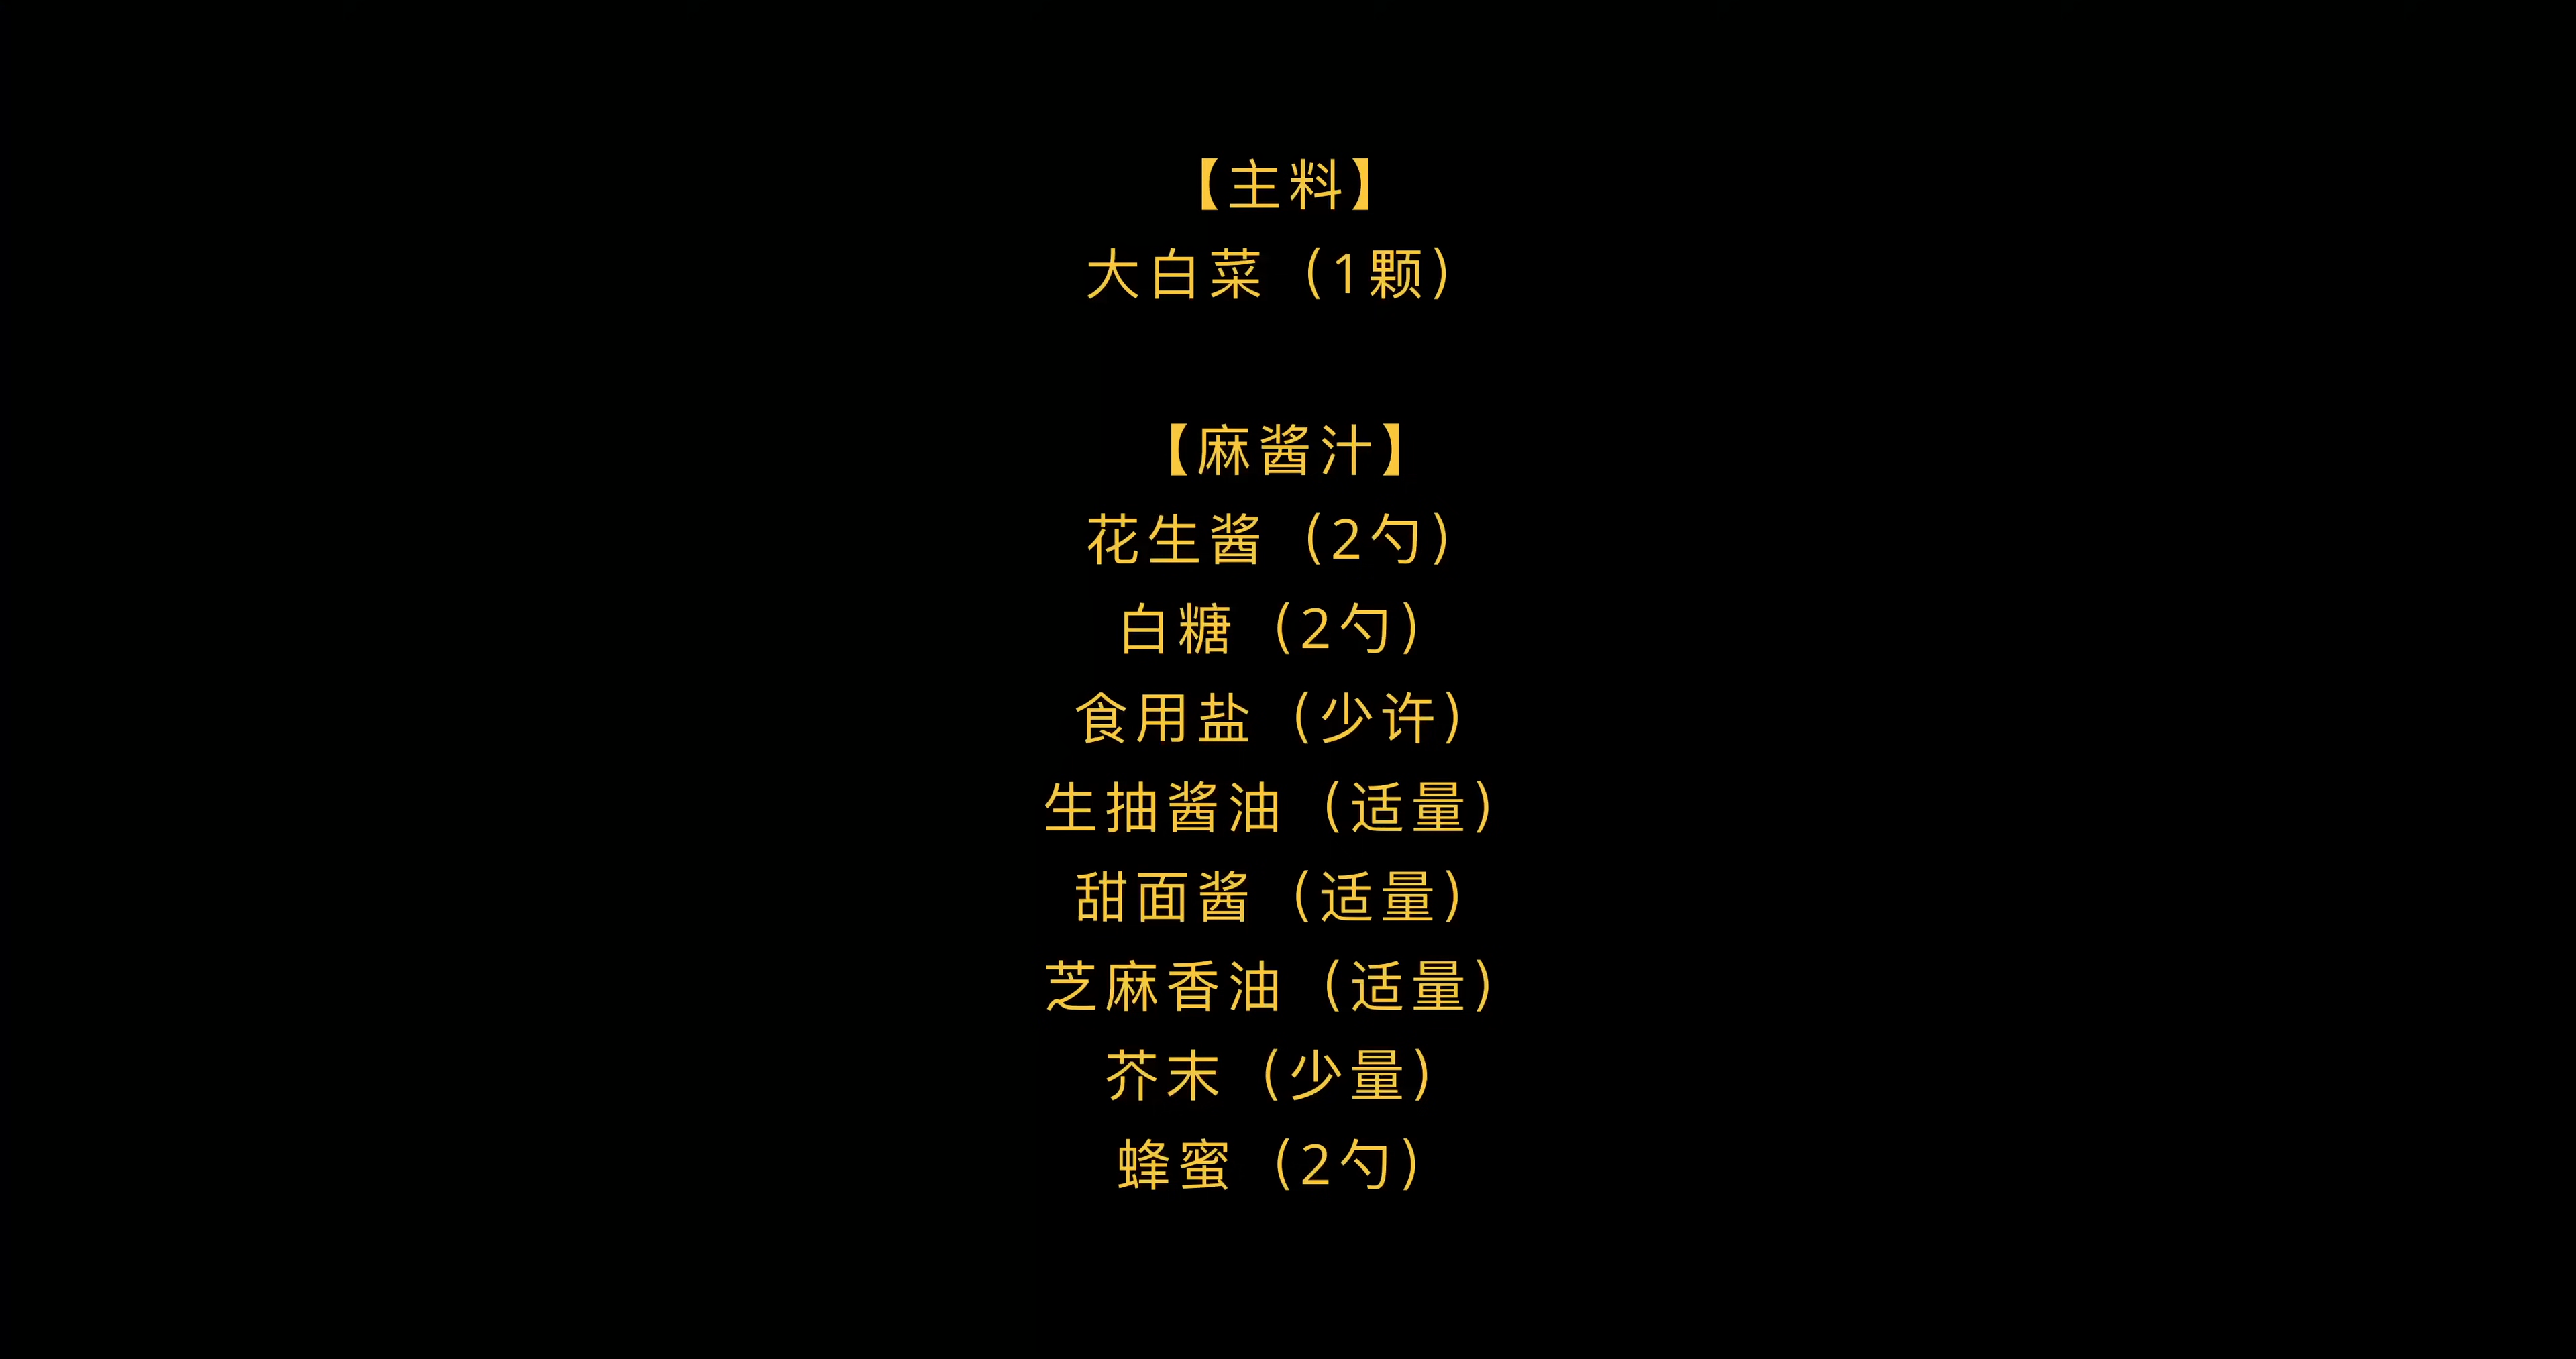 【主料】
大白菜（1颗）
【麻酱汁】
花生酱（2勺）
白糖（2勺）
食用盐（少许）
生抽酱油（适量）
甜面酱（适量）
芝麻香油（适量）
芥末（少量）
蜂蜜（2勺）